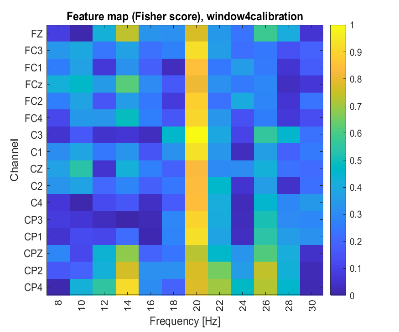 Feature map (Fisher score), window4calibration
FZ
FC3
FC1
FCz
FC2
FC4
C3
C1
CZ
C2
C4
CP3
CP1
CPZ
CP2
CP4
Channel
8 10 12 14 16 18 20 22 24 26 28 30
Frequency [Hz]
1
0.9
0.8
0.7
0.6
0.5
0.4
0.3
0.2
0.1
0